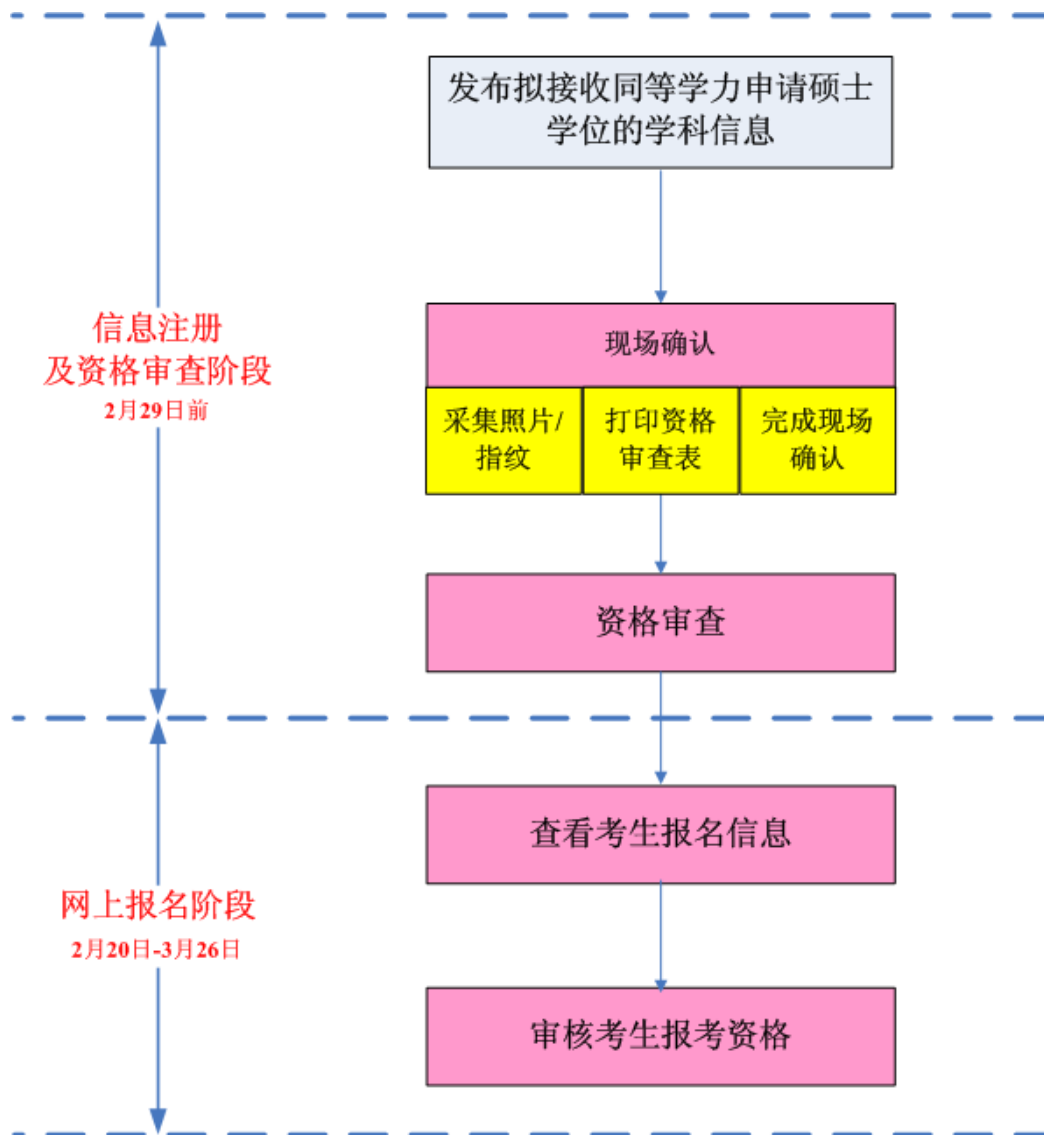 发布拟接收同等学力申请硕士
学位的学科信息
信息注册
及资格审查阶段
2月29日前
现场确认
采集照片/
指纹
打印资格
审查表
完成现场
确认
资格审查
查看考生报名信息
网上报名阶段
2月20日-3月26日
审核考生报考资格